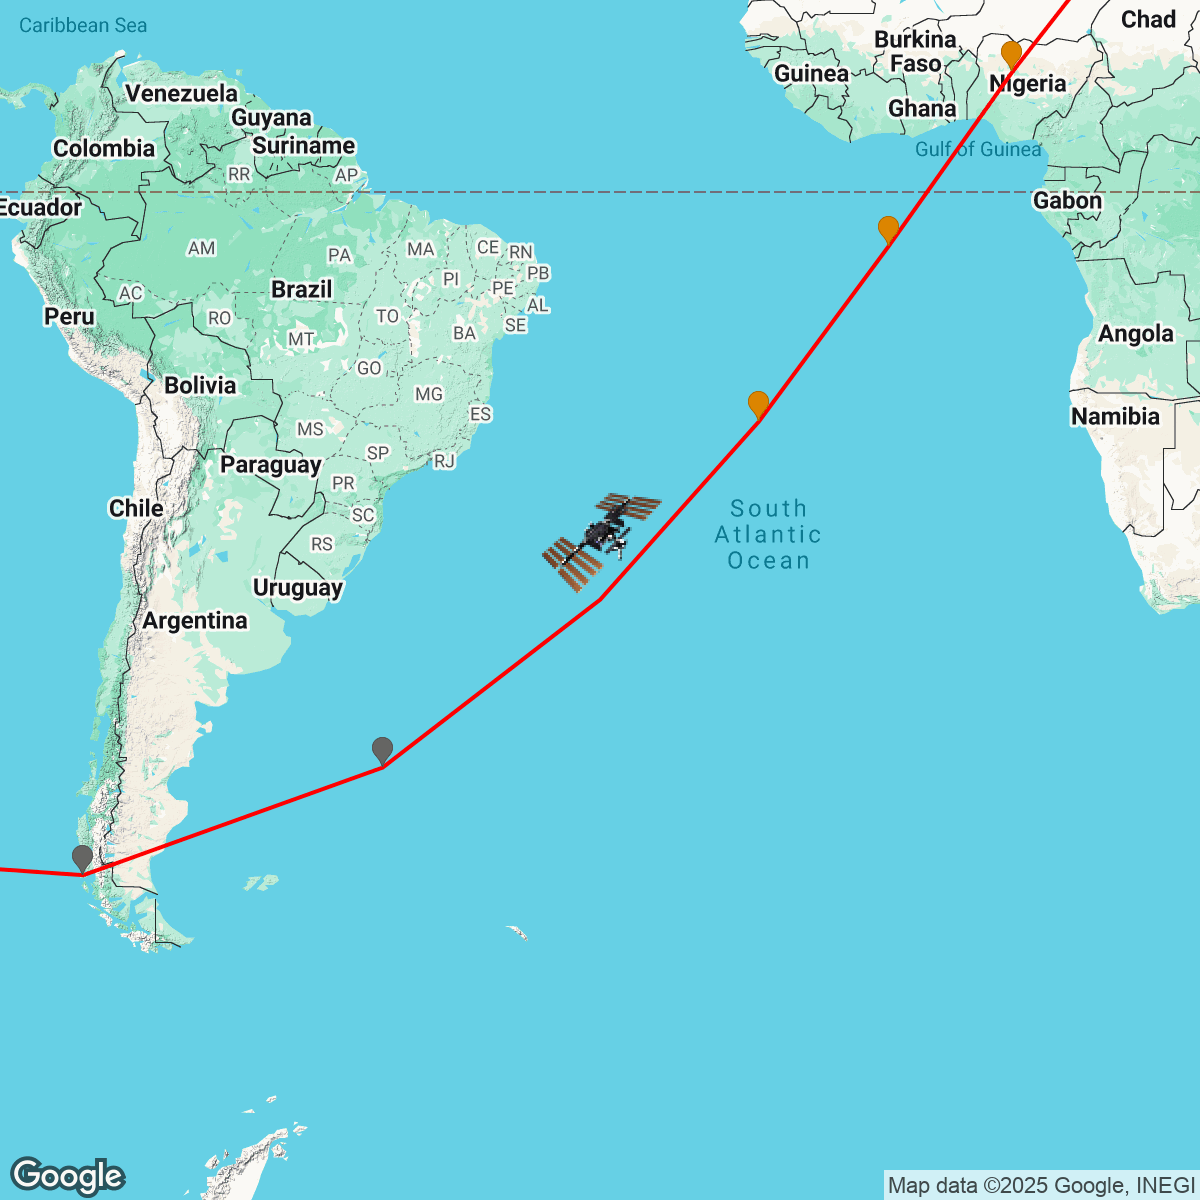 Caribbean Sea
Chad
Burkina
Faso
Guinea
Nigeria
Venezuela
Ghana
Guyana
Colombia
Suriname
Gulf of Guinea
RR
AP
Ecuador
Gabon
AM
PA
MA
CE
RN
PI
PB
Brazil
PE
AC
AL
Peru
RO
TO
SE
MT
BA
Angola
GO
Bolivia
MG
MS
ES
Namibia
SP
Paraguay
RJ
PR
Chile
SC
South
Atlantic
Ocean
RS
Uruguay
Argentina
Google
Map data ©2025 Google, INEGI